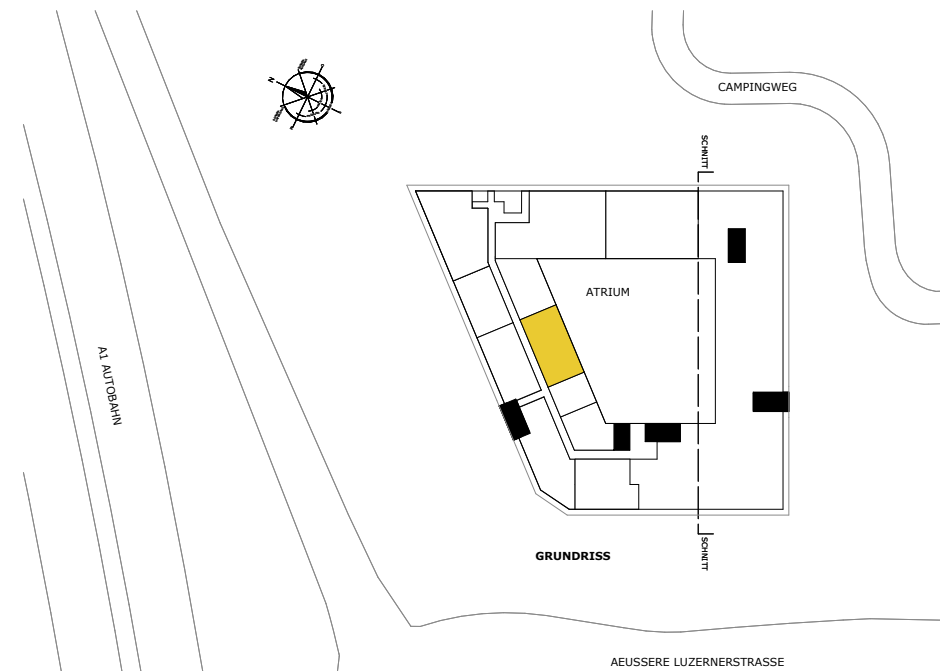 CAMPINGWEG
SCHNITT
N
ATRIUM
A1 AUTOBAHN
GRUNDRISS
SCHNITT
AEUSSERE LUZERNERSTRASSE